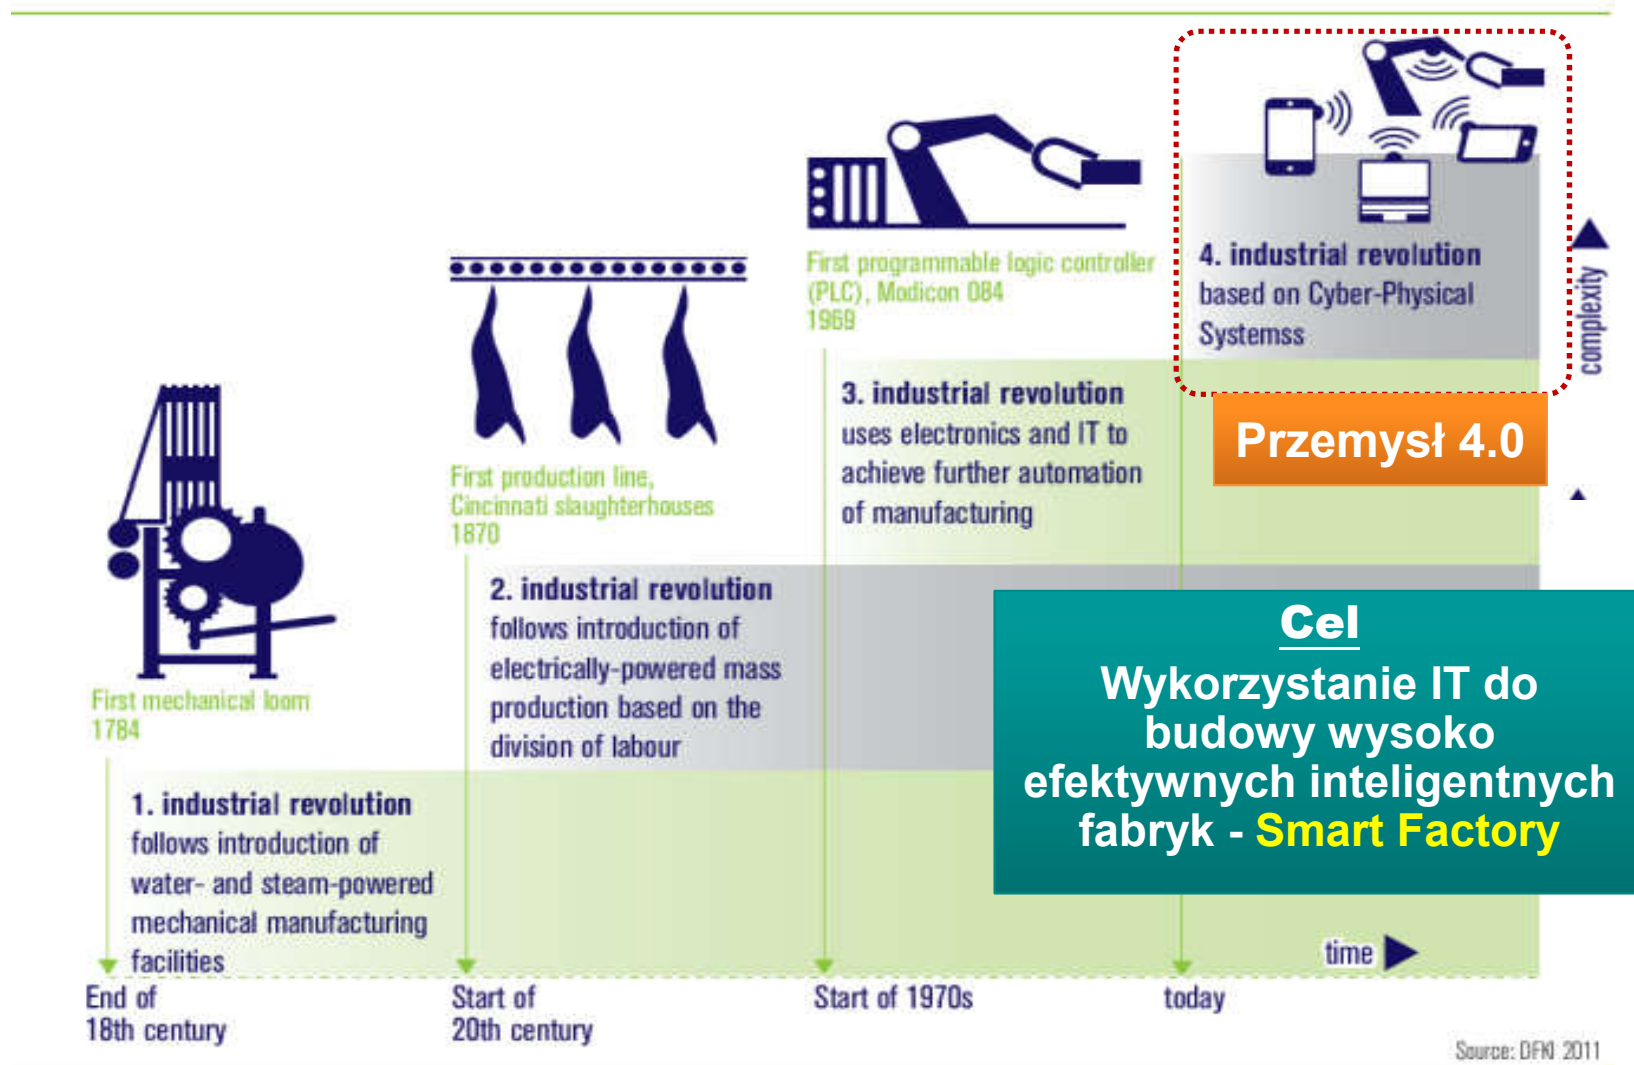 First programmable logic controller
(PLC), Modicon 084
1969
4. industrial revolution
based on Cyber-Physical
Systemss
complexity
3. industrial revolution
uses electronics and IT to
achieve further automation
of manufacturing
Przemysł 4.0
First production line,
Cincinnati slaughterhouses
1870
2. industrial revolution
follows introduction of
electrically-powered mass
production based on the
division of labour
Cel
Wykorzystanie IT do
budowy wysoko
efektywnych inteligentnych
fabryk - Smart Factory
First mechanical loom
1784
1. industrial revolution
follows introduction of
water- and steam-powered
mechanical manufacturing
facilities
time
End of
18th century
Start of
20th century
Start of 1970s
today
Source: DFKI 2011